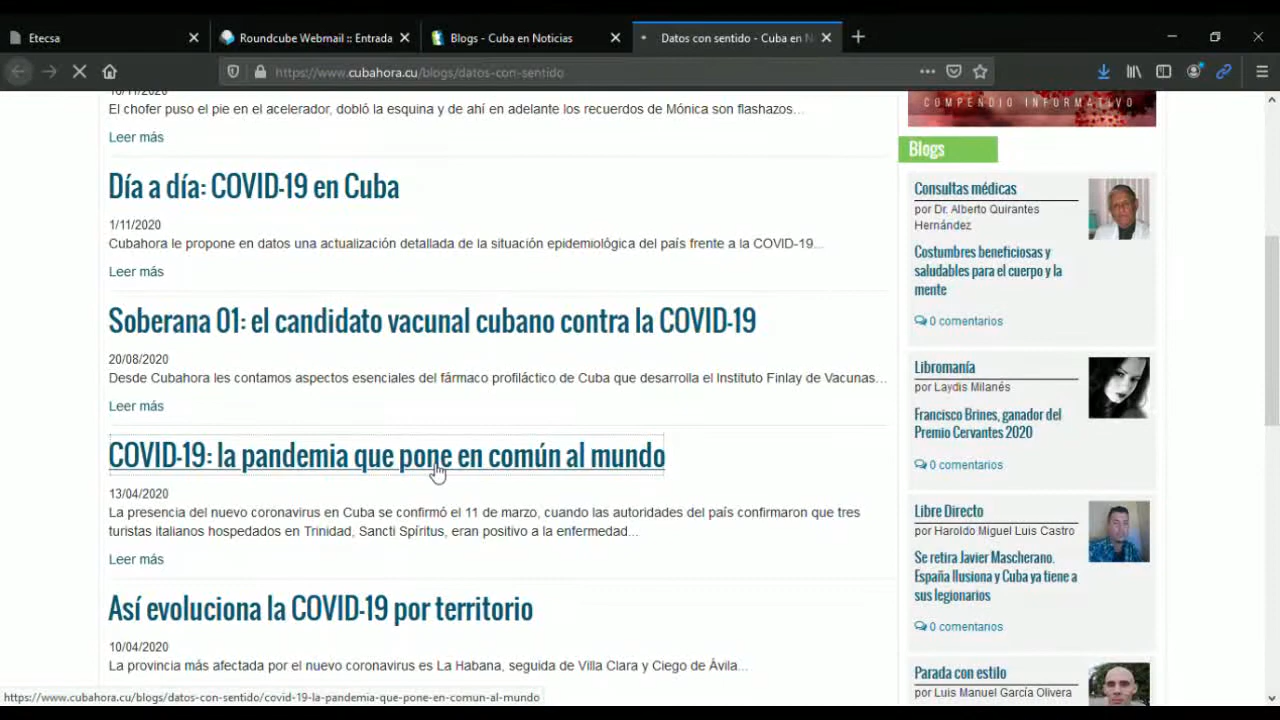 Etecsa
Roundcube Webmail :: Entrada
Blogs - Cuba en Noticias
Datos con sentido - Cuba en N
https://www.cubahora.cu/blogs/datos-con-sentido
10/11/2020
El chofer puso el pie en el acelerador, dobló la esquina y de ahí en adelante los recuerdos de Mónica son flashazos...
Leer más
Día a día: COVID-19 en Cuba
1/11/2020
Cubahora le propone en datos una actualización detallada de la situación epidemiológica del país frente a la COVID-19...
Leer más
Soberana 01: el candidato vacunal cubano contra la COVID-19
20/08/2020
Desde Cubahora les contamos aspectos esenciales del fármaco profiláctico de Cuba que desarrolla el Instituto Finlay de Vacunas...
Leer más
COVID-19: la pandemia que pone en común al mundo
13/04/2020
La presencia del nuevo coronavirus en Cuba se confirmó el 11 de marzo, cuando las autoridades del país confirmaron que tres
turistas italianos hospedados en Trinidad, Sancti Spíritus, eran positivo a la enfermedad...
Leer más
Así evoluciona la COVID-19 por territorio
10/04/2020
La provincia más afectada por el nuevo coronavirus es La Habana, seguida de Villa Clara y Ciego de Ávila...
https://www.cubahora.cu/blogs/datos-con-sentido/covid-19-la-pandemia-que-pone-en-comun-al-mundo
COMPENDIO INFORMATIVO
Blogs
Consultas médicas
por Dr. Alberto Quirantes
Hernández
Costumbres beneficiosas y
saludables para el cuerpo y la
mente
0 comentarios
Libromanía
por Laydis Milanés
Francisco Brines, ganador del
Premio Cervantes 2020
0 comentarios
Libre Directo
por Haroldo Miguel Luis Castro
Se retira Javier Mascherano.
España Ilusiona y Cuba ya tiene a
sus legionarios
0 comentarios
Parada con estilo
por Luis Manuel García Olivera